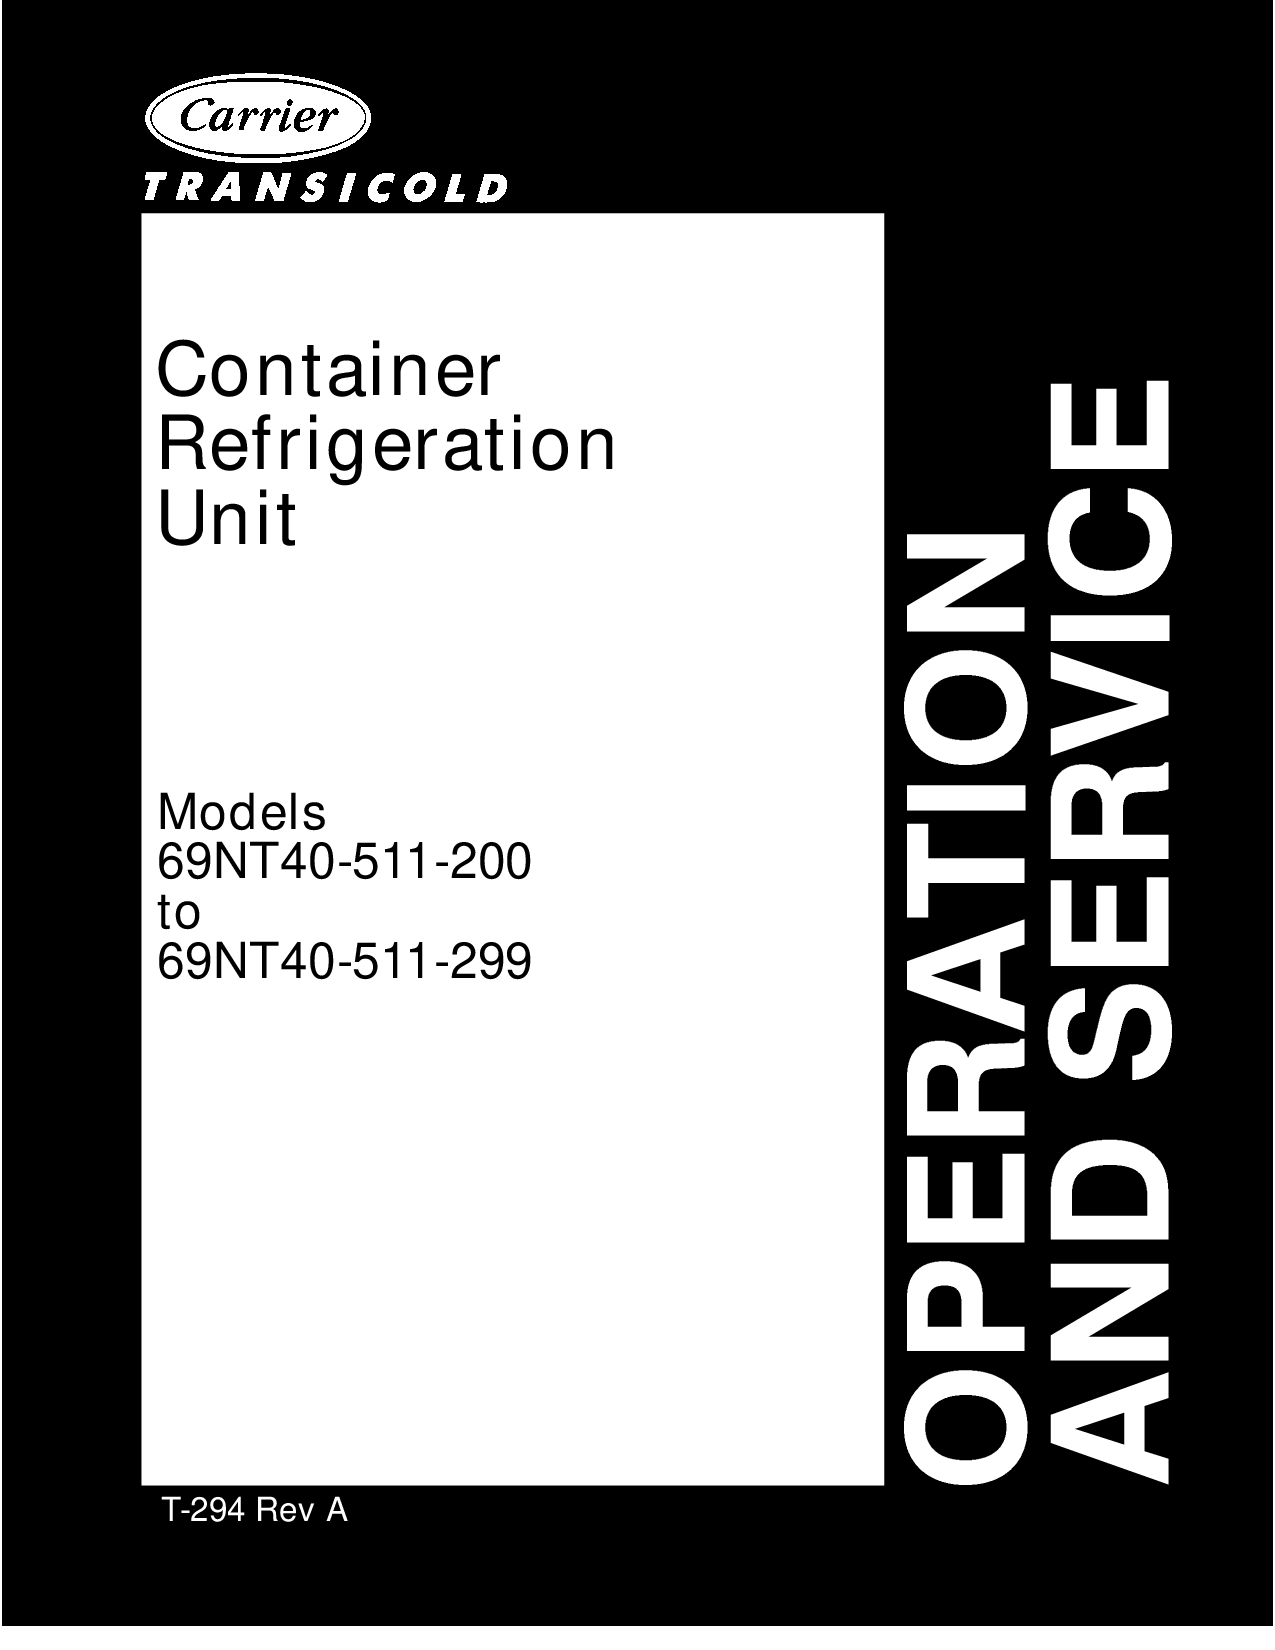 Carrier
TRANSICOLD
Container
Refrigeration
Unit
Models
69NT40-511-200
to
69NT40-511-299
OPERATION
AND SERVICE
T-294 Rev A